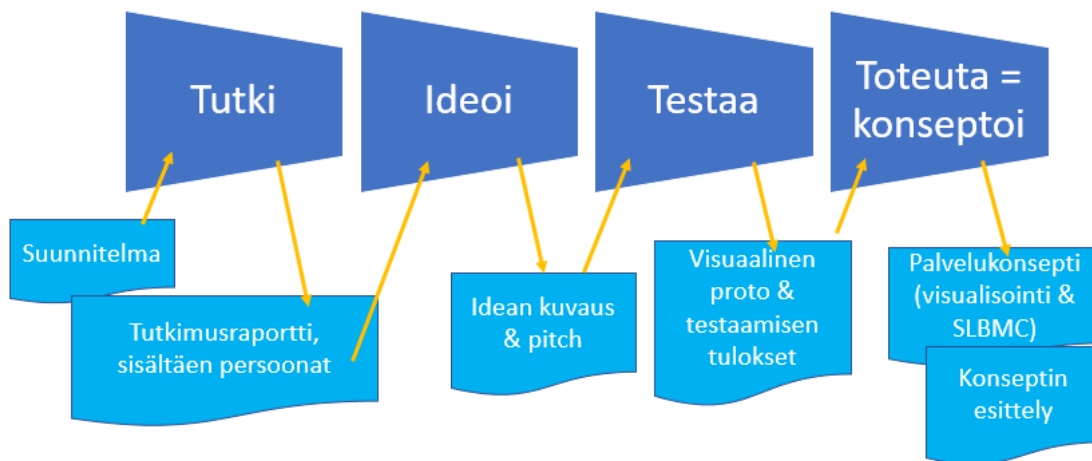 Tutki
Ideoi
Testaa
Toteuta =
konseptoi
Suunnitelma
Tutkimusraportti,
sisältäen persoonat
Idean kuvaus
& pitch
Visuaalinen
proto &
testaamisen
tulokset
Palvelukonsepti
(visualisointi &
SLBMC)
Konseptin
esittely